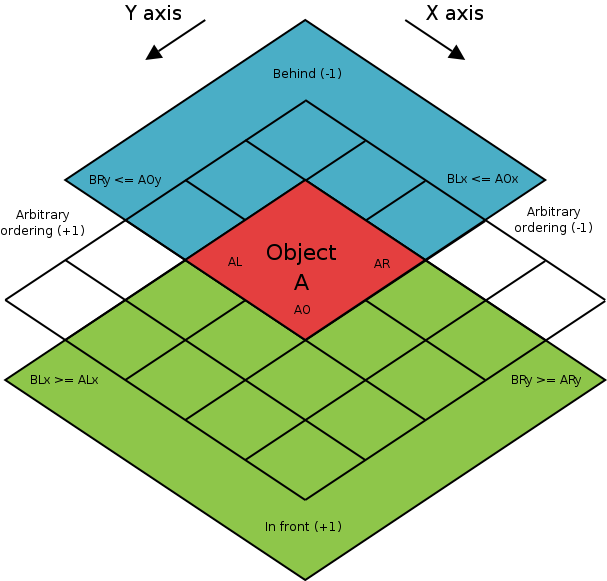 Y axis
X axis
Behind (-1)
BRy <= AOy
BLx <= AOx
Arbitrary
ordering (+1)
Arbitrary
ordering (-1)
Object
A
AL
AR
AO
BLx >= ALx
BRy >= ARy
In front (+1)